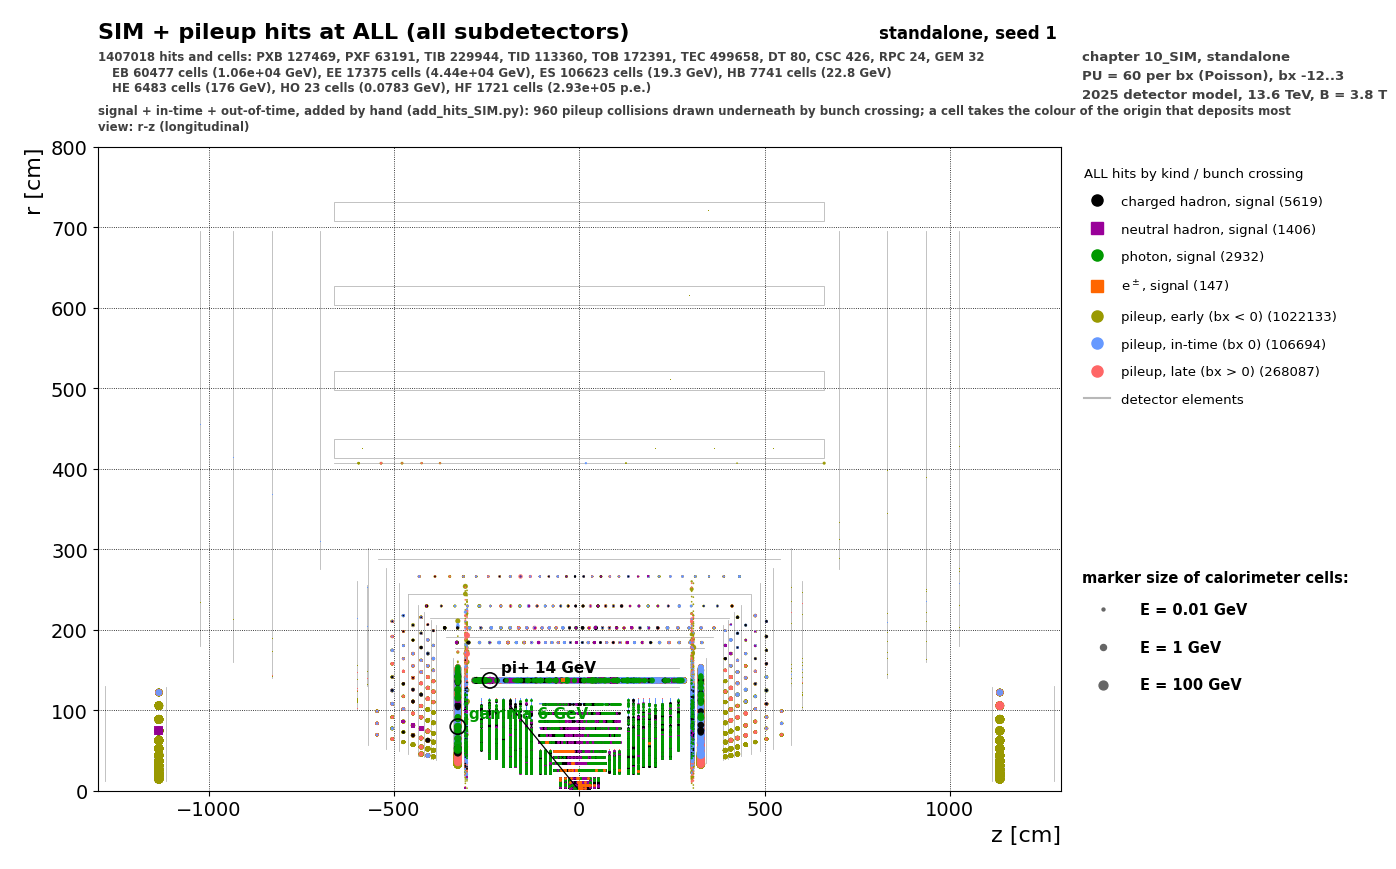 SIM + pileup hits at ALL (all subdetectors)
standalone, seed 1
1407018 hits and cells: PXB 127469, PXF 63191, TIB 229944, TID 113360, TOB 172391, TEC 499658, DT 80, CSC 426, RPC 24, GEM 32
EB 60477 cells (1.06e+04 GeV), EE 17375 cells (4.44e+04 GeV), ES 106623 cells (19.3 GeV), HB 7741 cells (22.8 GeV)
HE 6483 cells (176 GeV), HO 23 cells (0.0783 GeV), HF 1721 cells (2.93e+05 p.e.)
signal + in-time + out-of-time, added by hand (add_hits_SIM.py): 960 pileup collisions drawn underneath by bunch crossing; a cell takes the colour of the origin that deposits most
view: r-z (longitudinal)
chapter 10_SIM, standalone
PU = 60 per bx (Poisson), bx -12..3
2025 detector model, 13.6 TeV, B = 3.8 T
r [cm]
800
700
600
500
400
300
200
100
0
−1000
−500
0
500
1000
z [cm]
pi+ 14 GeV
gamma 6 GeV
ALL hits by kind / bunch crossing
charged hadron, signal (5619)
neutral hadron, signal (1406)
photon, signal (2932)
e±, signal (147)
pileup, early (bx < 0) (1022133)
pileup, in-time (bx 0) (106694)
pileup, late (bx > 0) (268087)
detector elements
marker size of calorimeter cells:
E = 0.01 GeV
E = 1 GeV
E = 100 GeV